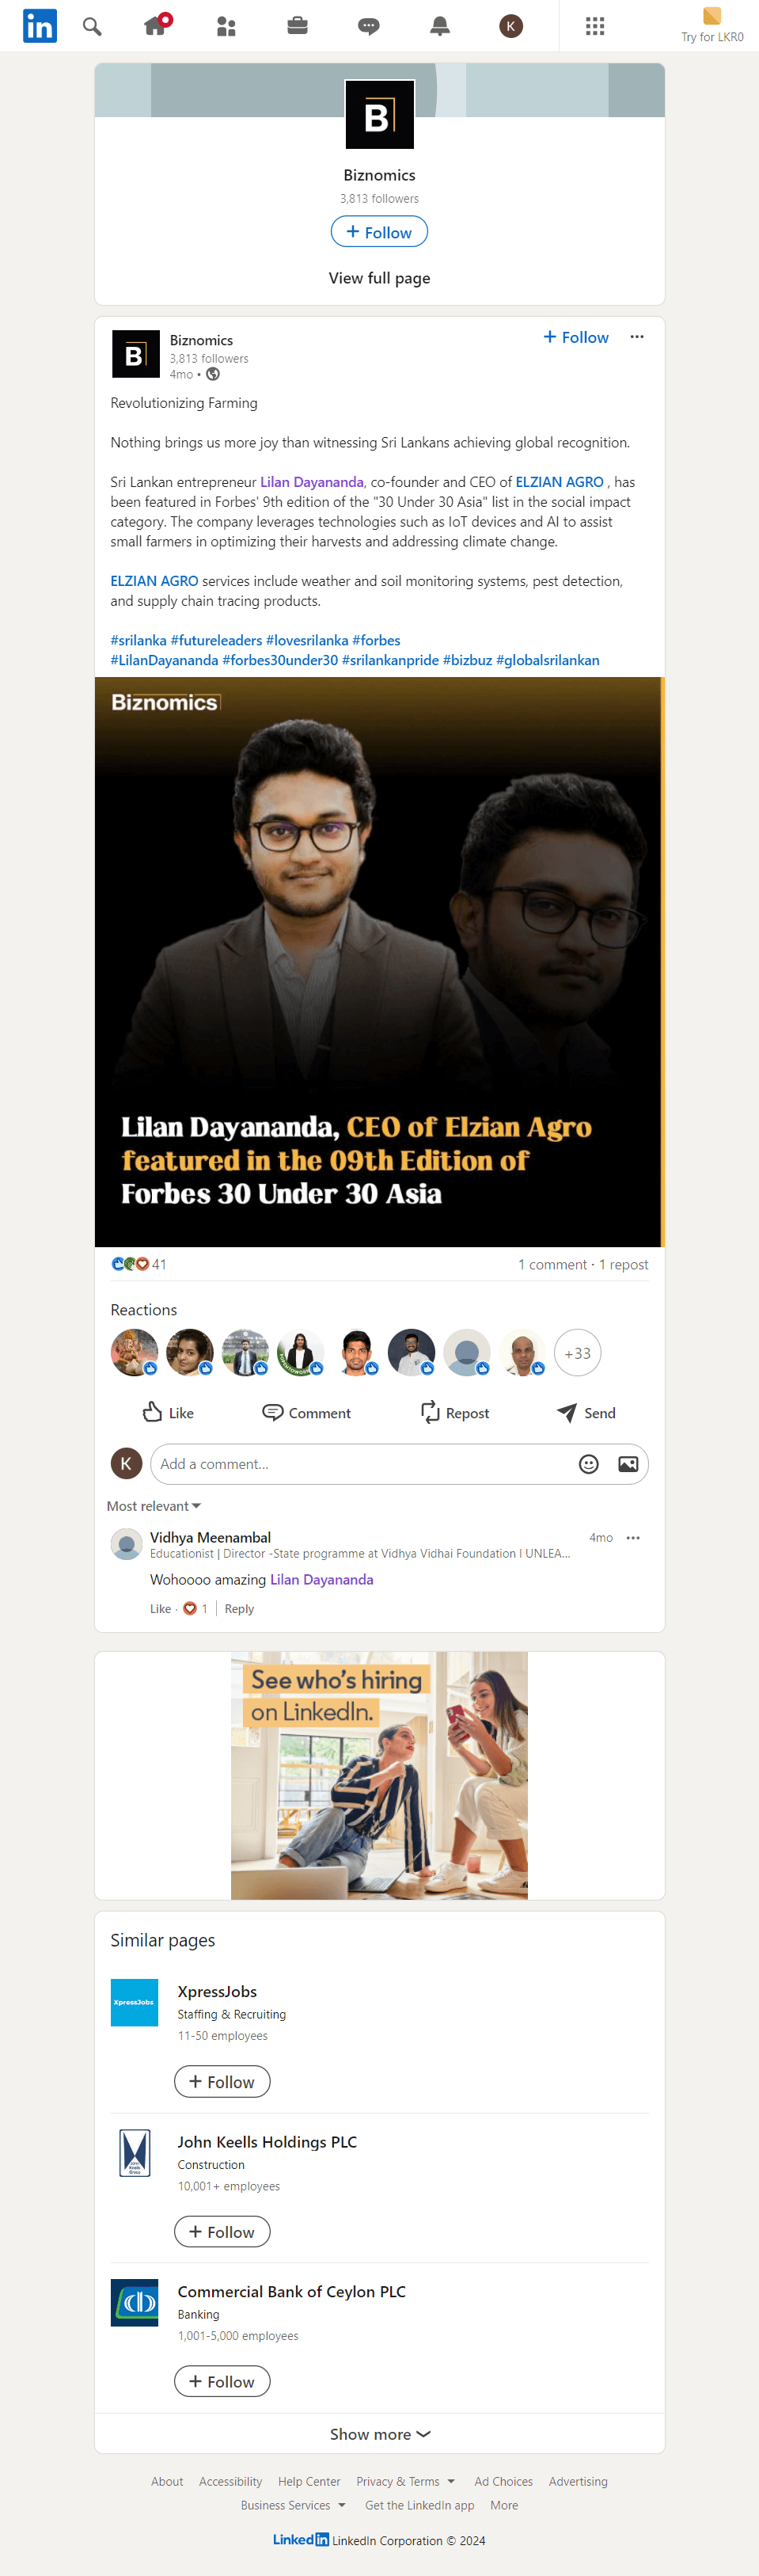 in
K
Try for LKR0
B
Biznomics
3,813 followers
+ Follow
View full page
B
Biznomics
3,813 followers
4mo •
+ Follow
Revolutionizing Farming
Nothing brings us more joy than witnessing Sri Lankans achieving global recognition.
Sri Lankan entrepreneur Lilan Dayananda, co-founder and CEO of ELZIAN AGRO , has
been featured in Forbes' 9th edition of the "30 Under 30 Asia" list in the social impact
category. The company leverages technologies such as IoT devices and AI to assist
small farmers in optimizing their harvests and addressing climate change.
ELZIAN AGRO services include weather and soil monitoring systems, pest detection,
and supply chain tracing products.
#srilanka #futureleaders #lovesrilanka #forbes
#LilanDayananda #forbes30under30 #srilankanpride #bizbuz #globalsrilankan
Biznomics
Lilan Dayananda, CEO of Elzian Agro
featured in the 09th Edition of
Forbes 30 Under 30 Asia
41
1 comment · 1 repost
Reactions
+33
Like
Comment
Repost
Send
K
Add a comment...
Most relevant
Vidhya Meenambal
4mo
Educationist | Director -State programme at Vidhya Vidhai Foundation I UNLEA...
Wohoooo amazing Lilan Dayananda
Like · 1 | Reply
See who's hiring
on LinkedIn.
Similar pages
XpressJobs
XpressJobs
Staffing & Recruiting
11-50 employees
+ Follow
John Keells Group
John Keells Holdings PLC
Construction
10,001+ employees
+ Follow
Commercial Bank of Ceylon PLC
Banking
1,001-5,000 employees
+ Follow
Show more
About Accessibility Help Center Privacy & Terms Ad Choices Advertising
Business Services Get the LinkedIn app More
LinkedIn LinkedIn Corporation © 2024